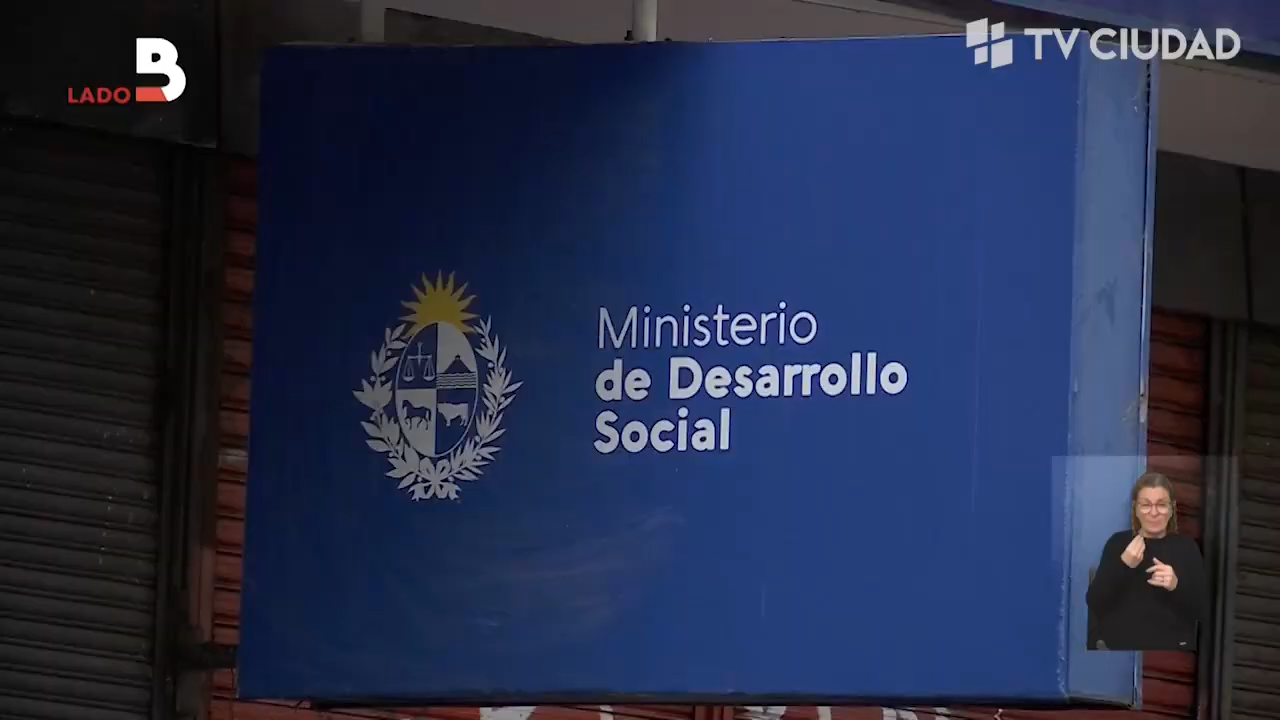 LADO B
TV CIUDAD
Ministerio
de Desarrollo
Social